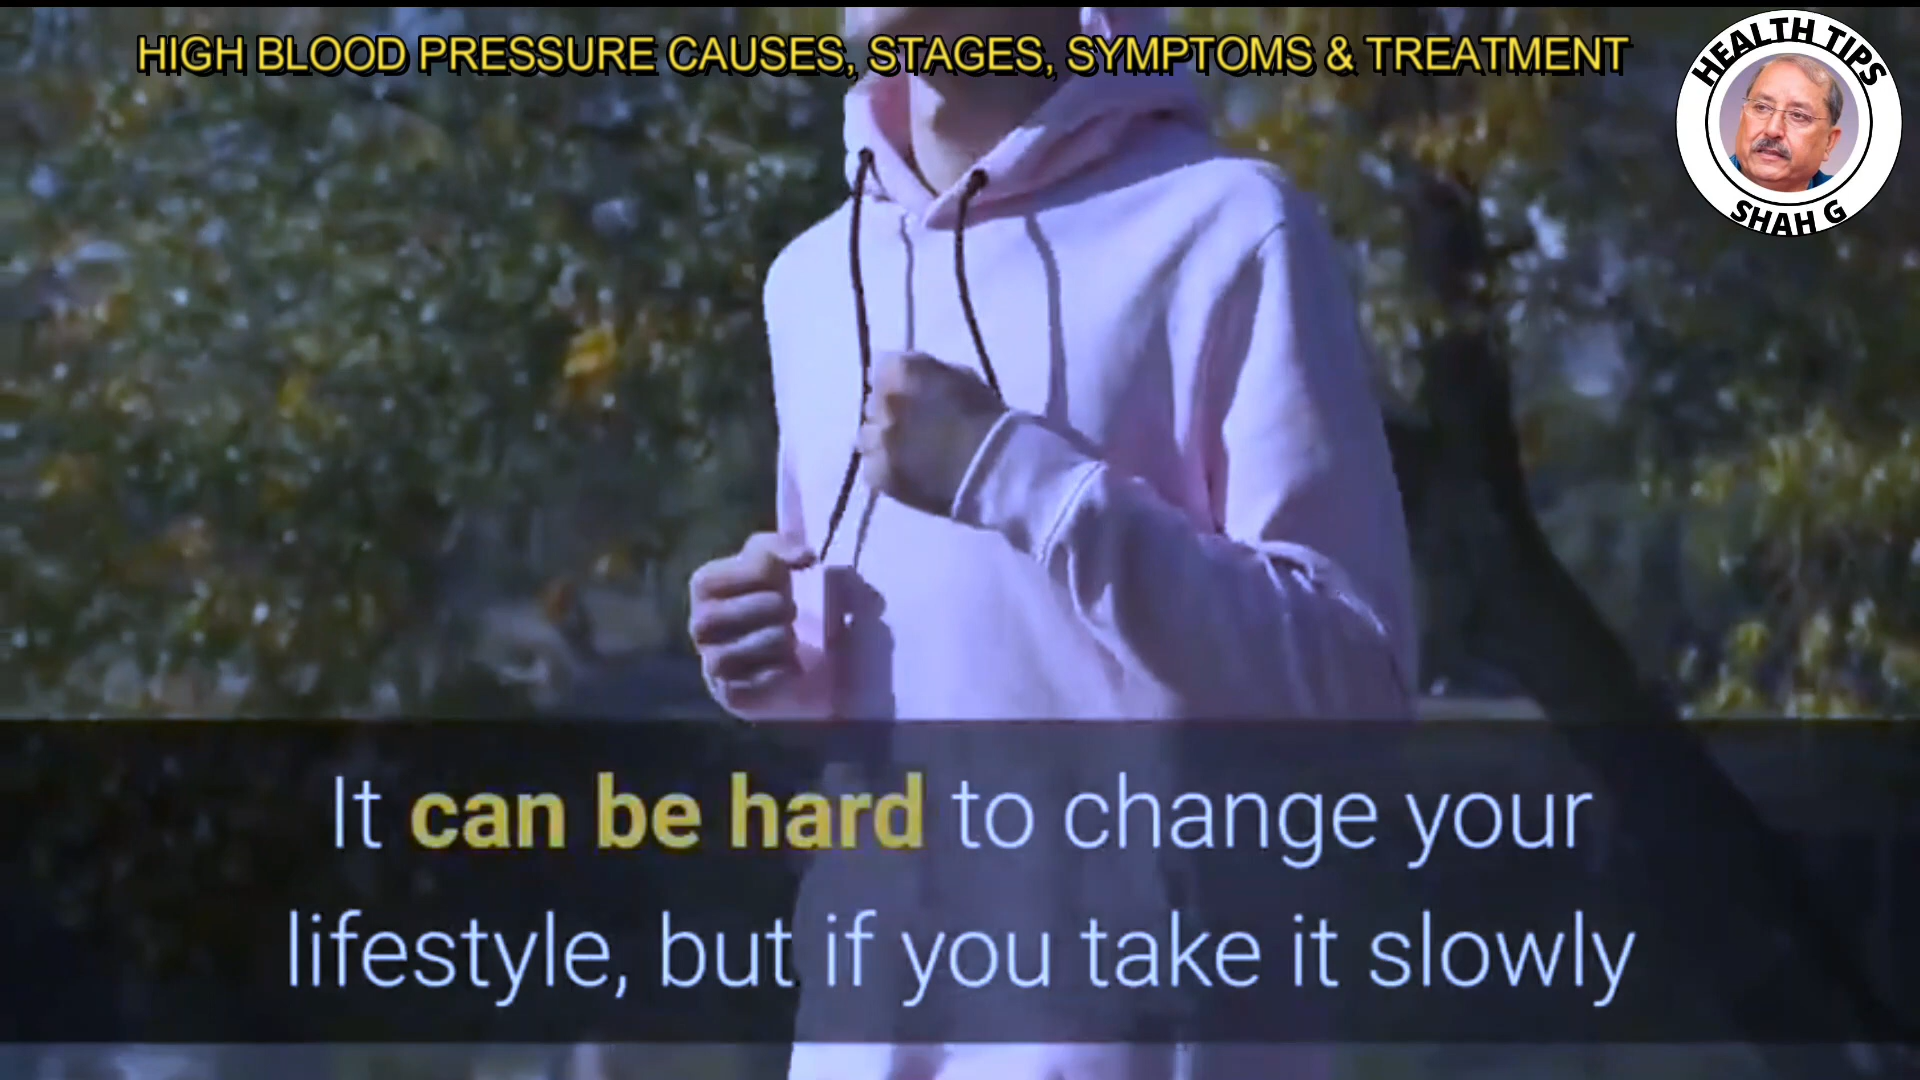 HIGH BLOOD PRESSURE CAUSES, STAGES, SYMPTOMS & TREATMENT
HEALTH TIPS
SHAH G
It can be hard to change your
lifestyle, but if you take it slowly